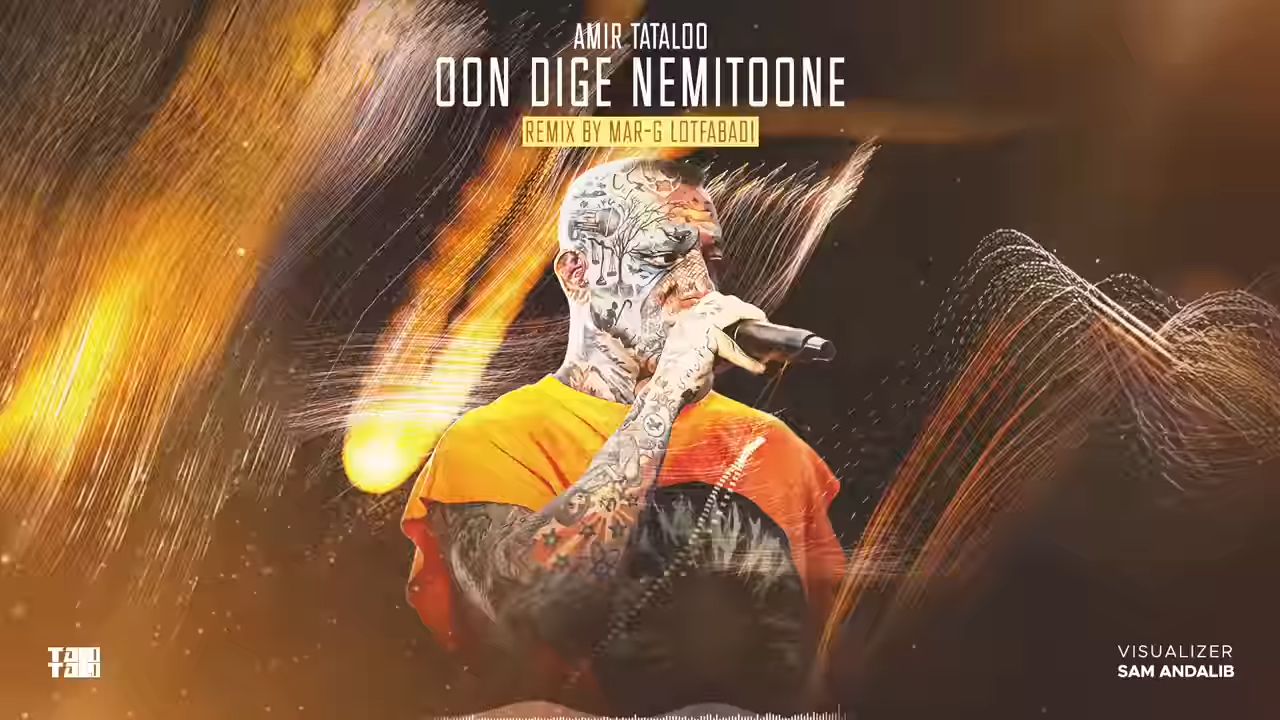 AMIR TATALOO
OON DIGE NEMITOONE
REMIX BY MAR-G LOTFABADI
VISUALIZER
SAM ANDALIB